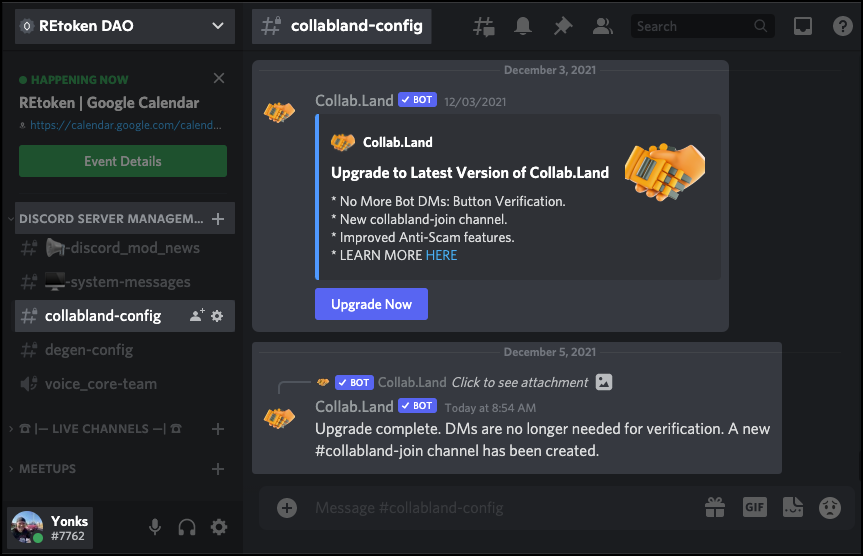 REtoken DAO
HAPPENING NOW
REtoken | Google Calendar
https://calendar.google.com/calend...
Event Details
DISCORD SERVER MANAGEM...
-discord_mod_news
-system-messages
collabland-config
degen-config
voice_core-team
|— LIVE CHANNELS —|
MEETUPS
Yonks
#7762
collabland-config
Search
December 3, 2021
Collab.Land BOT 12/03/2021
Collab.Land
Upgrade to Latest Version of Collab.Land
* No More Bot DMs: Button Verification.
* New collabland-join channel.
* Improved Anti-Scam features.
* LEARN MORE HERE
Upgrade Now
December 5, 2021
BOT Collab.Land Click to see attachment
Collab.Land BOT Today at 8:54 AM
Upgrade complete. DMs are no longer needed for verification. A new
#collabland-join channel has been created.
Message #collabland-config
GIF